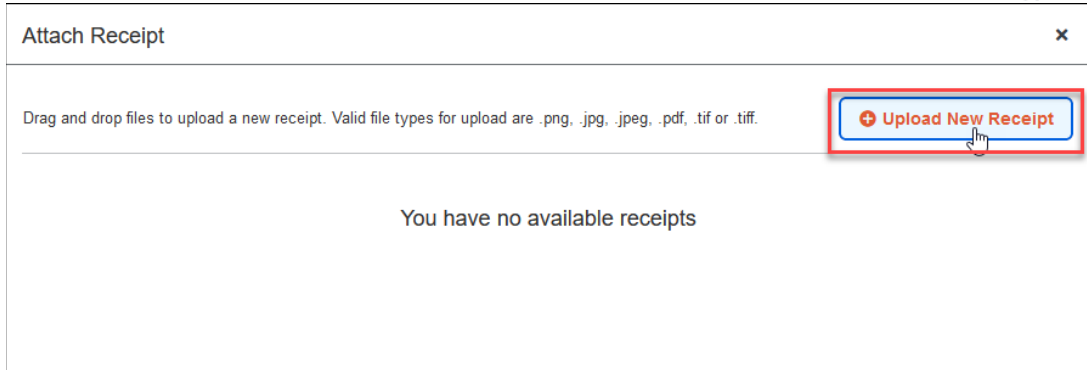 Attach Receipt
Drag and drop files to upload a new receipt. Valid file types for upload are .png, .jpg, .jpeg, .pdf, .tif or .tiff.
Upload New Receipt
You have no available receipts